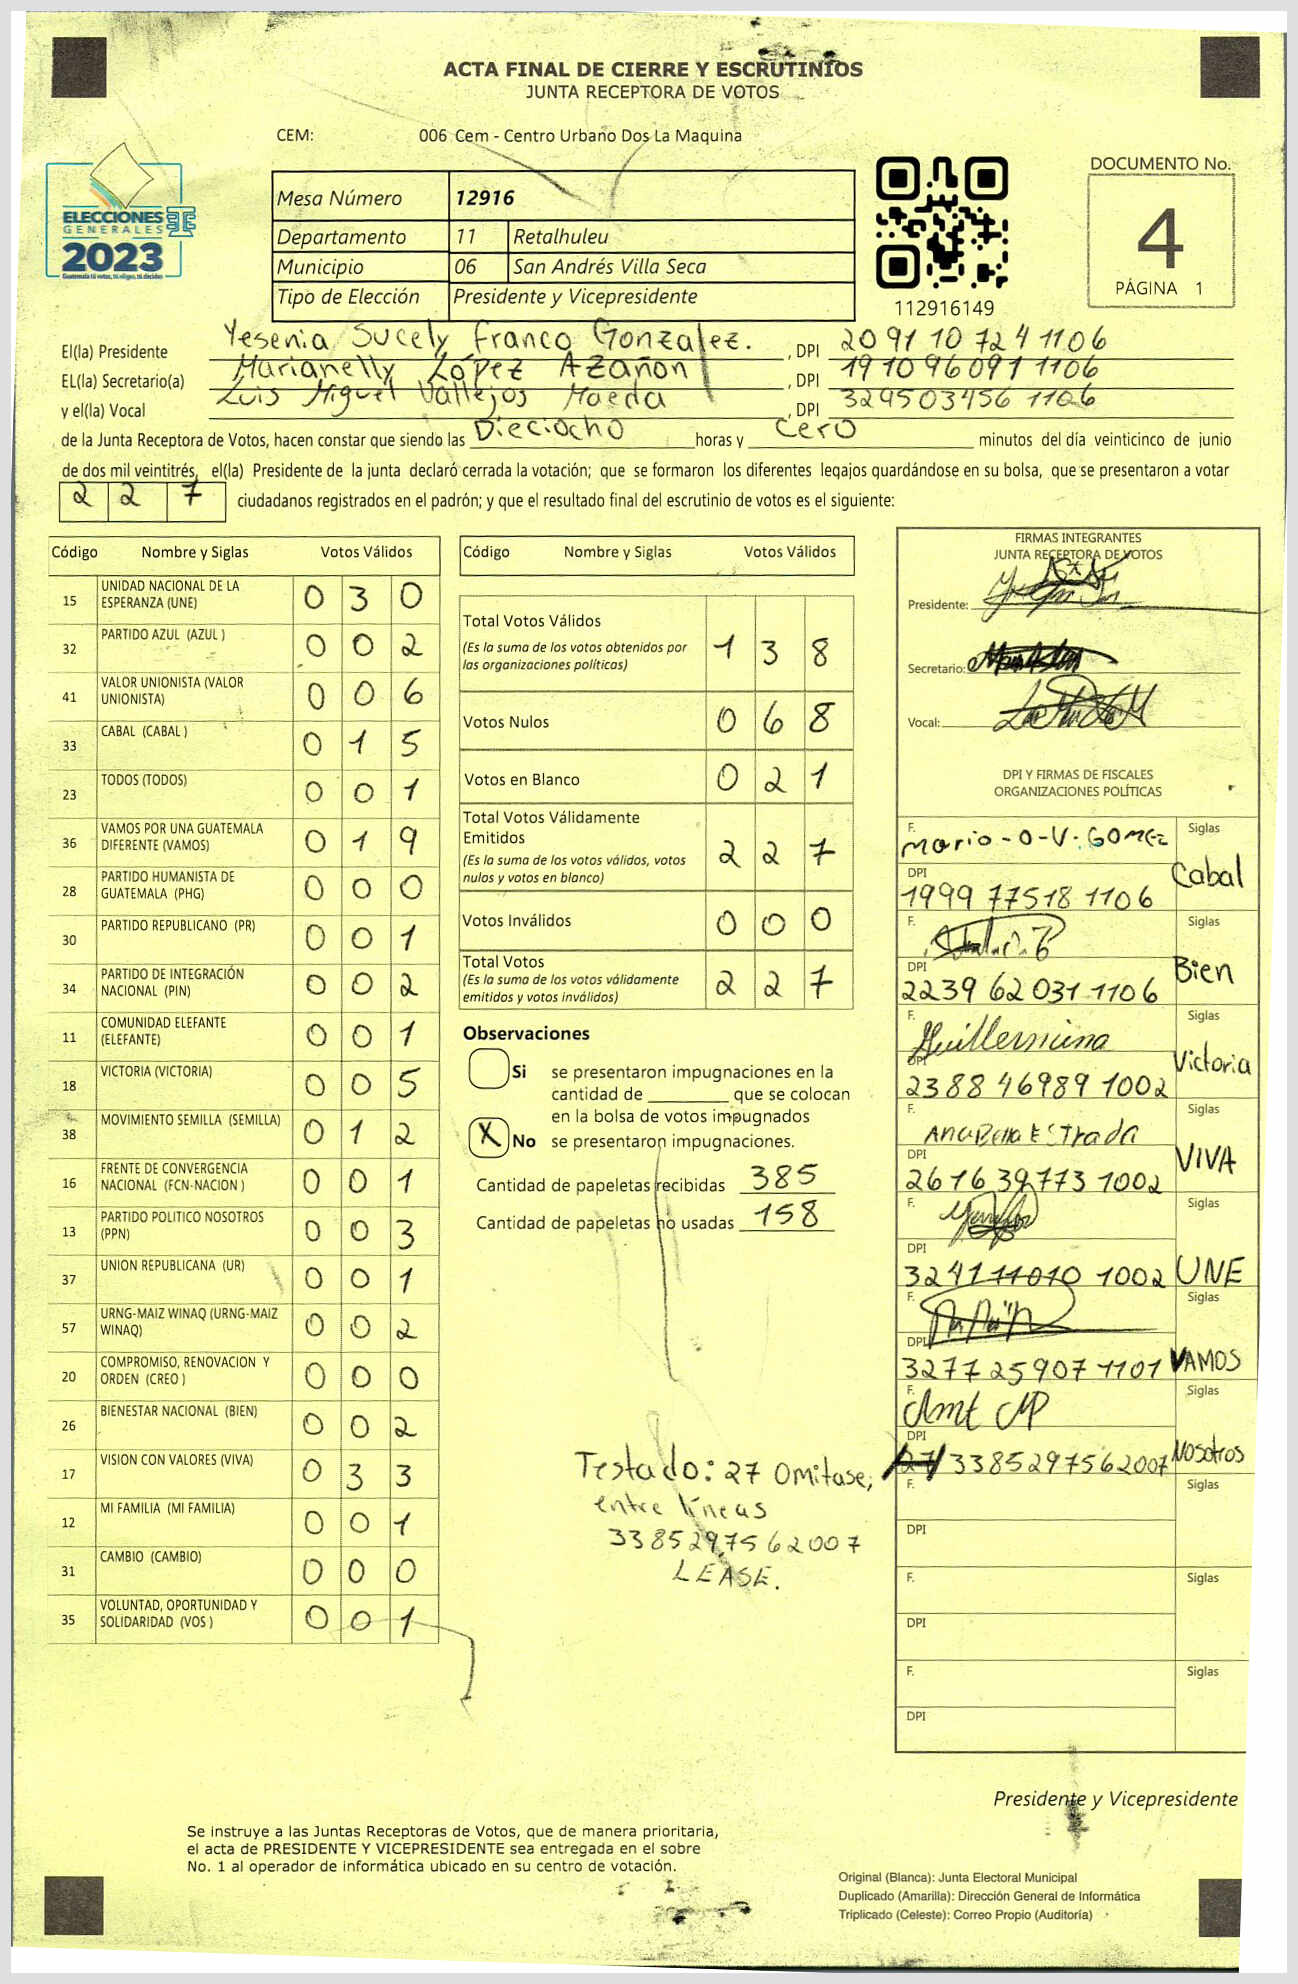 ACTA FINAL DE CIERRE Y ESCRUTINIOS
JUNTA RECEPTORA DE VOTOS
CEM: 006 Cem - Centro Urbano Dos La Maquina
ELECCIONES
GENERALES
2023
Guatemala tú votas, tú eliges, tú decides
Mesa Número 12916
Departamento 11 Retalhuleu
Municipio 06 San Andrés Villa Seca
Tipo de Elección Presidente y Vicepresidente
112916149
DOCUMENTO No.
4
PÁGINA 1
El(la) Presidente Yesenia Sucely Franco Gonzalez. , DPI 2091 10 724 1106
EL(la) Secretario(a) Marianelly López Azañon , DPI 191096091 1106
y el(la) Vocal Luis Miguel Vallejos Maeda , DPI 329503456 1106
de la Junta Receptora de Votos, hacen constar que siendo las Dieciocho horas y cero minutos del día veinticinco de junio
de dos mil veintitrés, el(la) Presidente de la junta declaró cerrada la votación; que se formaron los diferentes legajos guardándose en su bolsa, que se presentaron a votar
2 2 7 ciudadanos registrados en el padrón; y que el resultado final del escrutinio de votos es el siguiente:
Código Nombre y Siglas Votos Válidos
15 UNIDAD NACIONAL DE LA ESPERANZA (UNE) 0 3 0
32 PARTIDO AZUL (AZUL ) 0 0 2
41 VALOR UNIONISTA (VALOR UNIONISTA) 0 0 6
33 CABAL (CABAL ) 0 1 5
23 TODOS (TODOS) 0 0 1
36 VAMOS POR UNA GUATEMALA DIFERENTE (VAMOS) 0 1 9
28 PARTIDO HUMANISTA DE GUATEMALA (PHG) 0 0 0
30 PARTIDO REPUBLICANO (PR) 0 0 1
34 PARTIDO DE INTEGRACIÓN NACIONAL (PIN) 0 0 2
11 COMUNIDAD ELEFANTE (ELEFANTE) 0 0 1
18 VICTORIA (VICTORIA) 0 0 5
38 MOVIMIENTO SEMILLA (SEMILLA) 0 1 2
16 FRENTE DE CONVERGENCIA NACIONAL (FCN-NACION ) 0 0 1
13 PARTIDO POLITICO NOSOTROS (PPN) 0 0 3
37 UNION REPUBLICANA (UR) 0 0 1
57 URNG-MAIZ WINAQ (URNG-MAIZ WINAQ) 0 0 2
20 COMPROMISO, RENOVACION Y ORDEN (CREO ) 0 0 0
26 BIENESTAR NACIONAL (BIEN) 0 0 2
17 VISION CON VALORES (VIVA) 0 3 3
12 MI FAMILIA (MI FAMILIA) 0 0 1
31 CAMBIO (CAMBIO) 0 0 0
35 VOLUNTAD, OPORTUNIDAD Y SOLIDARIDAD (VOS ) 0 0 1
Código Nombre y Siglas Votos Válidos
Total Votos Válidos 1 3 8
(Es la suma de los votos obtenidos por
las organizaciones políticas)
Votos Nulos 0 6 8
Votos en Blanco 0 2 1
Total Votos Válidamente
Emitidos 2 2 7
(Es la suma de los votos válidos, votos
nulos y votos en blanco)
Votos Inválidos 0 0 0
Total Votos 2 2 7
(Es la suma de los votos válidamente
emitidos y votos inválidos)
Observaciones
Si se presentaron impugnaciones en la
cantidad de ________ que se colocan
en la bolsa de votos impugnados
X No se presentaron impugnaciones.
Cantidad de papeletas recibidas 385
Cantidad de papeletas no usadas 158
Testado: 27 omitase;
entre líneas
3385297562007
LEASE.
FIRMAS INTEGRANTES
JUNTA RECEPTORA DE VOTOS
Presidente:
Secretario:
Vocal:
DPI Y FIRMAS DE FISCALES
ORGANIZACIONES POLÍTICAS
F. Mario-O-V-GOMEZ Siglas
DPI 1999 77518 1106 Cabal
F. Siglas
DPI 2239 62031 1106 Bien
F. Guillermina Siglas
DPI 2388 46989 1002 Victoria
F. AnaBella Estrada Siglas
DPI 2616 39773 1002 VIVA
F. Siglas
DPI 3241 11010 1002 UNE
F. Siglas
DPI 3277 25907 1101 VAMOS
F. Siglas
DPI 27 3385297562007 Nosotros
F. Siglas
DPI
F. Siglas
DPI
F. Siglas
DPI
Presidente y Vicepresidente
Se instruye a las Juntas Receptoras de Votos, que de manera prioritaria,
el acta de PRESIDENTE Y VICEPRESIDENTE sea entregada en el sobre
No. 1 al operador de informática ubicado en su centro de votación.
Original (Blanca): Junta Electoral Municipal
Duplicado (Amarilla): Dirección General de Informática
Triplicado (Celeste): Correo Propio (Auditoría)